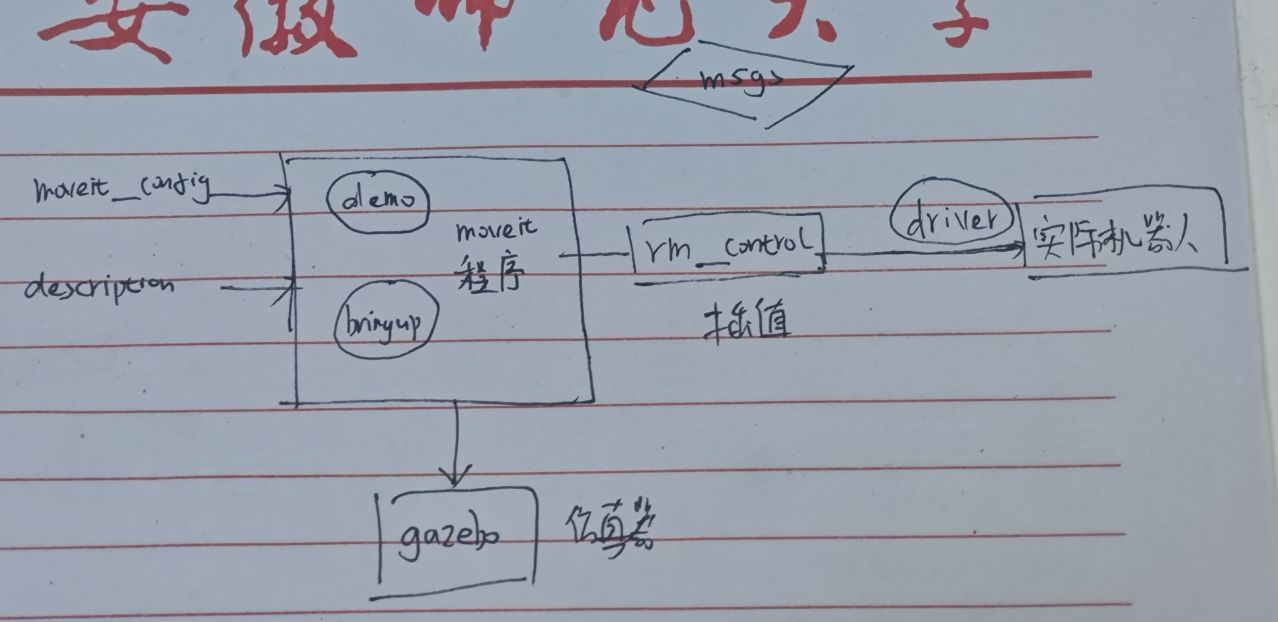 安徽师范大学
msgs
moveit_config
demo
moveit
程序
rm_control
driver
实际机器人
description
bringup
插值
gazebo
仿真器